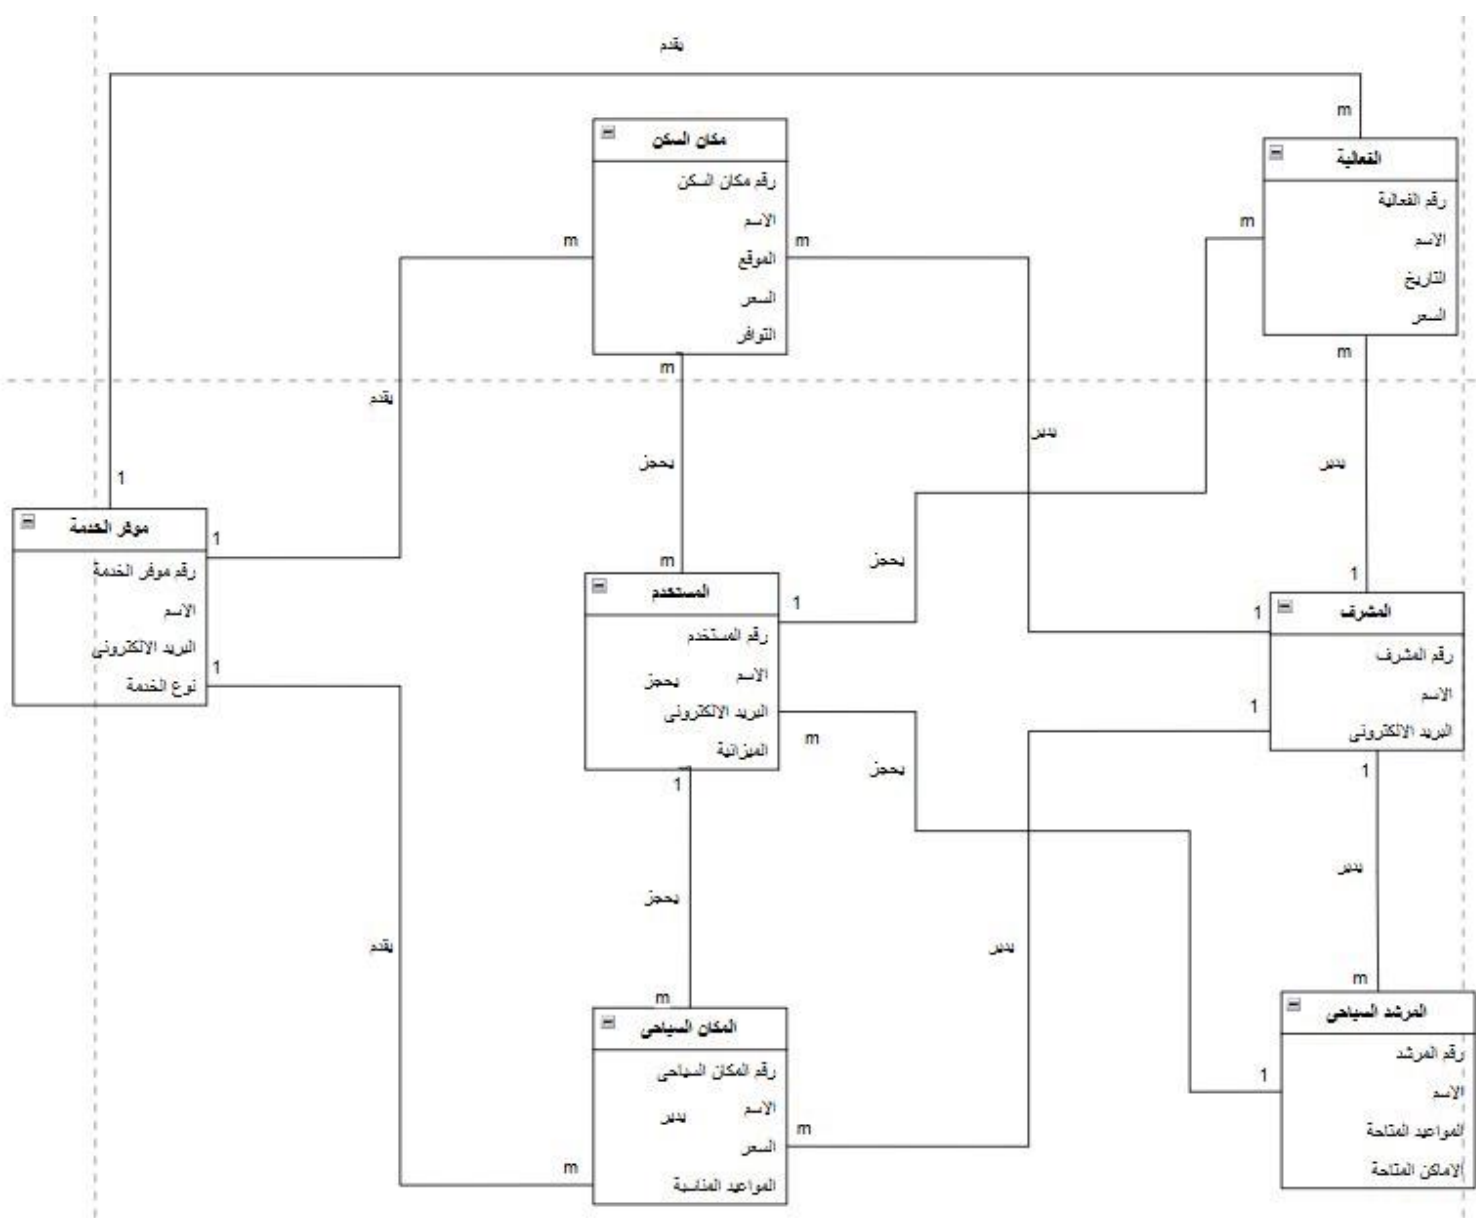 يقدم
m
مكان السكن
رقم مكان السكن
الاسم
الموقع
السعر
التوافر
الفعالية
رقم الفعالية
الاسم
التاريخ
السعر
m
m
m
m
m
يقدم
يحجز
يدير
يدير
1
موفر الخدمة
رقم موفر الخدمة
الاسم
البريد الالكتروني
نوع الخدمة
1
1
m
المستخدم
رقم المستخدم
الاسم
يحجز
البريد الالكتروني
الميزانية
1
يحجز
m
يحجز
1
1
1
1
المشرف
رقم المشرف
الاسم
البريد الالكتروني
1
1
يحجز
يقدم
يدير
يدير
m
m
m
المكان السياحي
رقم المكان السياحي
الاسم
يدير
السعر
المواعيد المناسبة
m
m
1
المرشد السياحي
رقم المرشد
الاسم
المواعيد المتاحة
الاماكن المتاحة